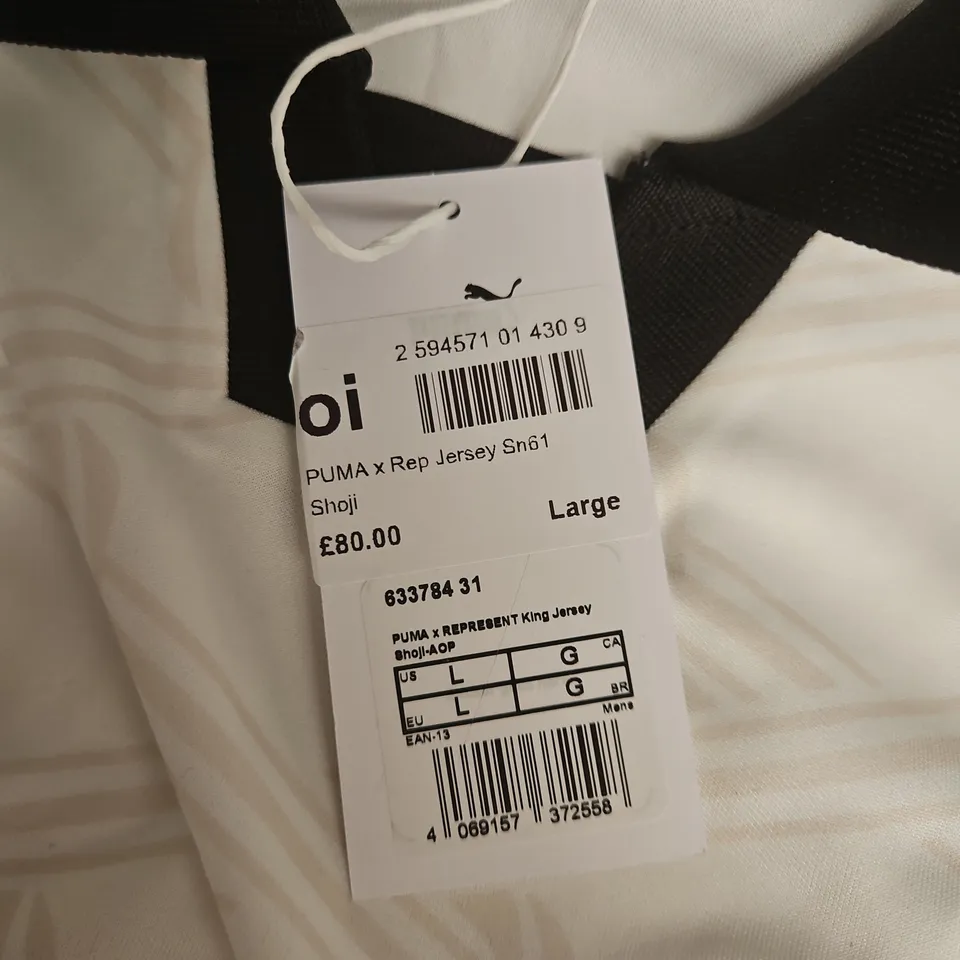 2 594571 01 430 9
oi
PUMA x Rep Jersey Sn61
Shoji
Large
£80.00
633784 31
PUMA x REPRESENT King Jersey
Shoji-AOP
US L G CA
EU L G BR
EAN-13 Mens
4 069157 372558